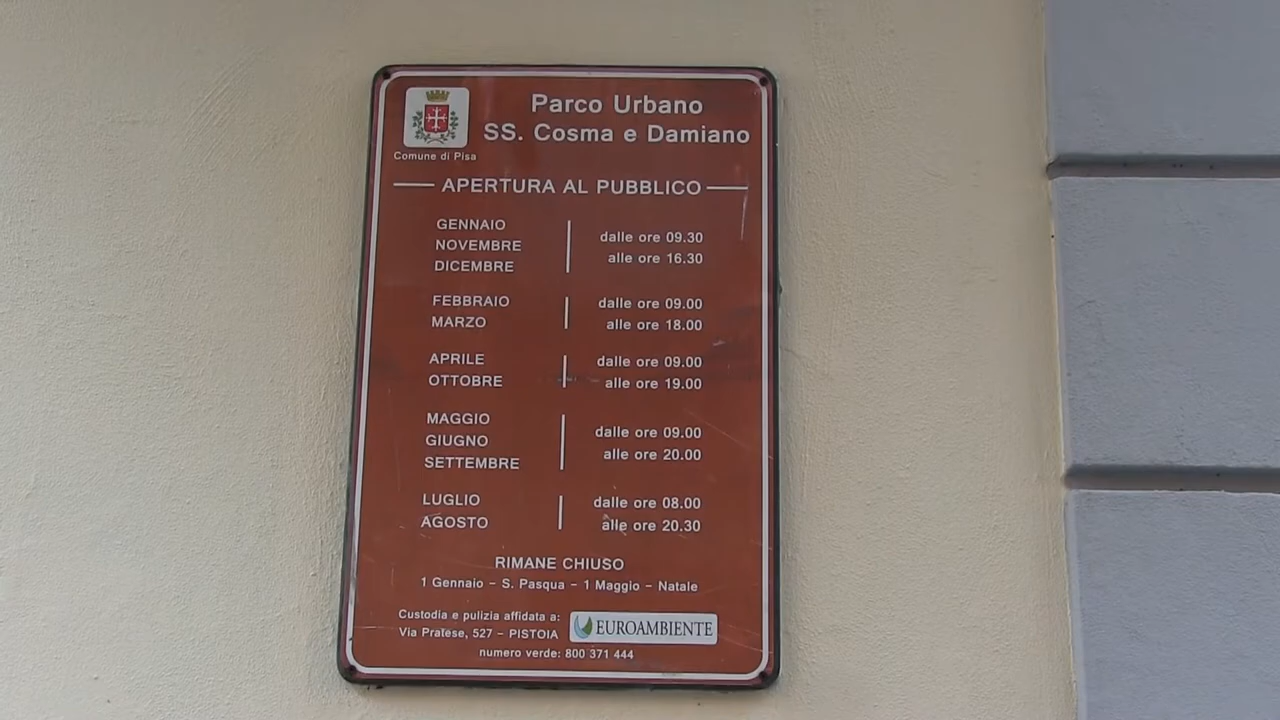 Parco Urbano
SS. Cosma e Damiano
Comune di Pisa
APERTURA AL PUBBLICO
GENNAIO
NOVEMBRE
DICEMBRE
dalle ore 09.30
alle ore 16.30
FEBBRAIO
MARZO
dalle ore 09.00
alle ore 18.00
APRILE
OTTOBRE
dalle ore 09.00
alle ore 19.00
MAGGIO
GIUGNO
SETTEMBRE
dalle ore 09.00
alle ore 20.00
LUGLIO
AGOSTO
dalle ore 08.00
alle ore 20.30
RIMANE CHIUSO
1 Gennaio - S. Pasqua - 1 Maggio - Natale
Custodia e pulizia affidata a:
Via Pratese, 527 - PISTOIA
EUROAMBIENTE
numero verde: 800 371 444